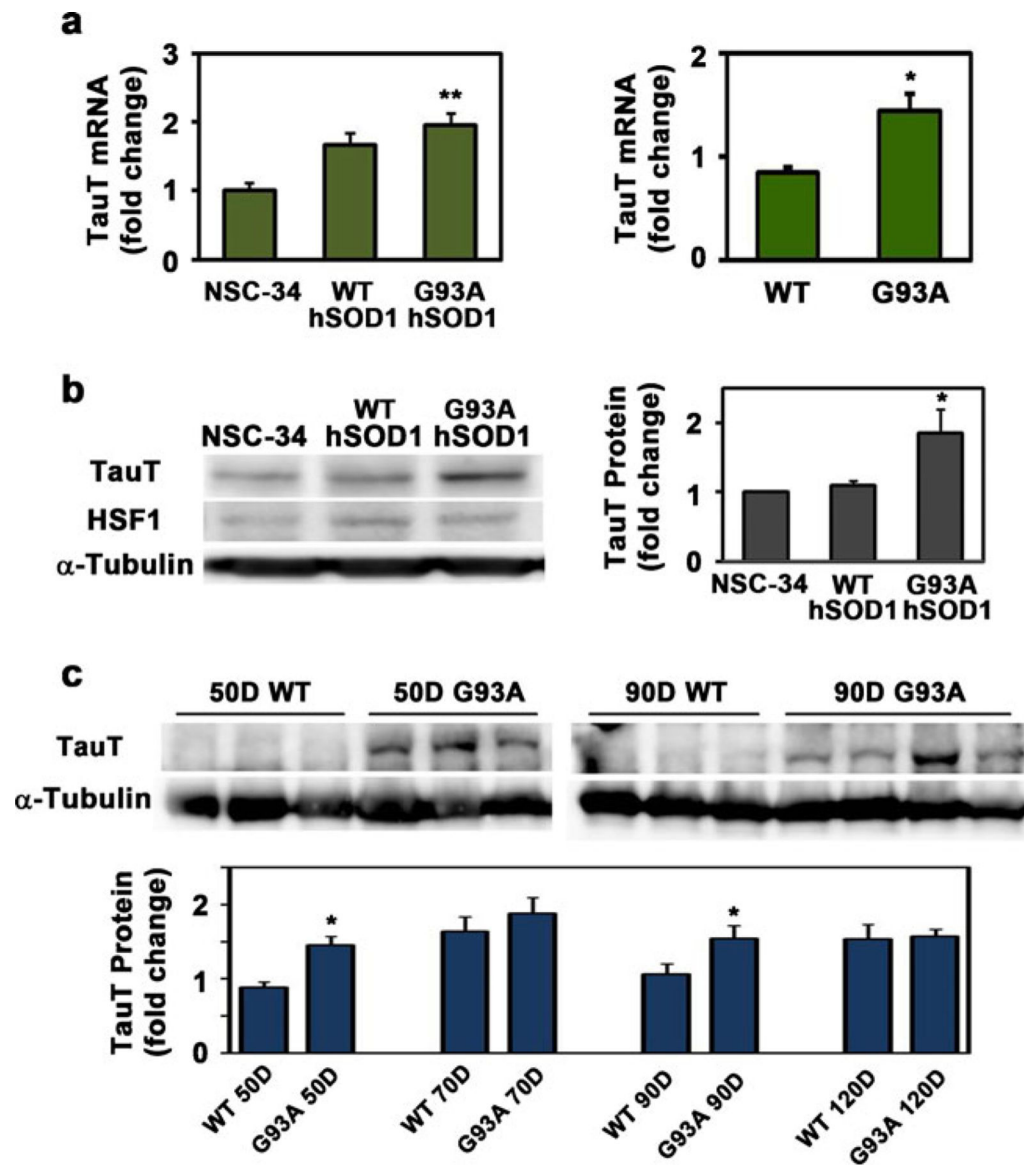 a
TauT mRNA
(fold change)
3
2
1
0
**
NSC-34
WT
hSOD1
G93A
hSOD1
TauT mRNA
(fold change)
2
1
0
*
WT
G93A
b
NSC-34
WT
hSOD1
G93A
hSOD1
TauT
HSF1
α-Tubulin
TauT Protein
(fold change)
2
1
0
*
NSC-34
WT
hSOD1
G93A
hSOD1
c
50D WT
50D G93A
90D WT
90D G93A
TauT
α-Tubulin
TauT Protein
(fold change)
2
1
0
*
*
WT 50D
G93A 50D
WT 70D
G93A 70D
WT 90D
G93A 90D
WT 120D
G93A 120D